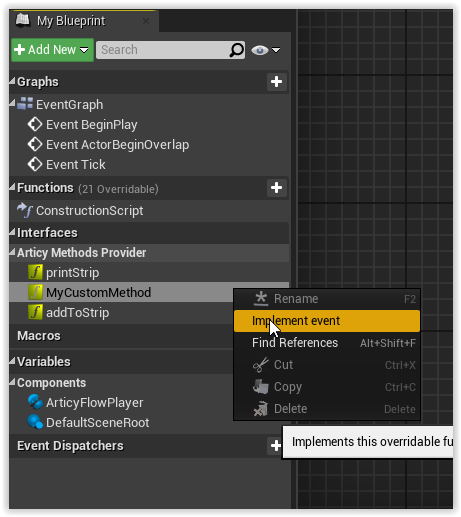 My Blueprint ×
Add New Search
Graphs
EventGraph
Event BeginPlay
Event ActorBeginOverlap
Event Tick
Functions (21 Overridable)
ConstructionScript
Interfaces
Articy Methods Provider
printStrip
MyCustomMethod
addToStrip
Macros
Variables
Components
ArticyFlowPlayer
DefaultSceneRoot
Event Dispatchers
Rename F2
Implement event
Find References Alt+Shift+F
Cut Ctrl+X
Copy Ctrl+C
Delete Delete
Implements this overridable fu